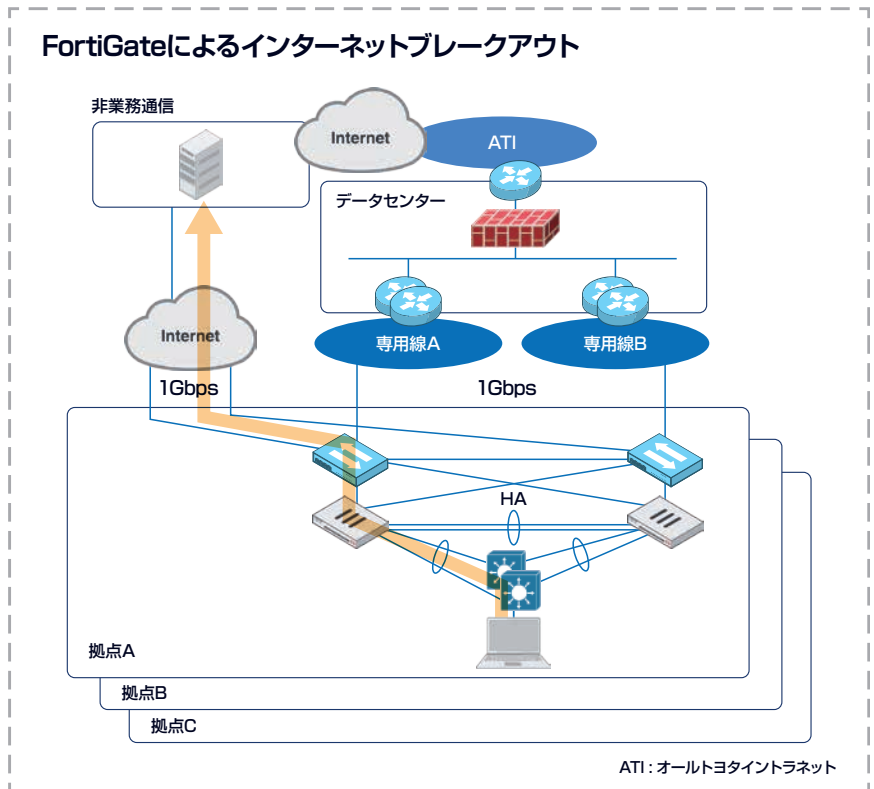 FortiGateによるインターネットブレークアウト
非業務通信
Internet
ATI
データセンター
Internet
専用線A
専用線B
1Gbps
1Gbps
HA
拠点A
拠点B
拠点C
ATI : オールトヨタイントラネット